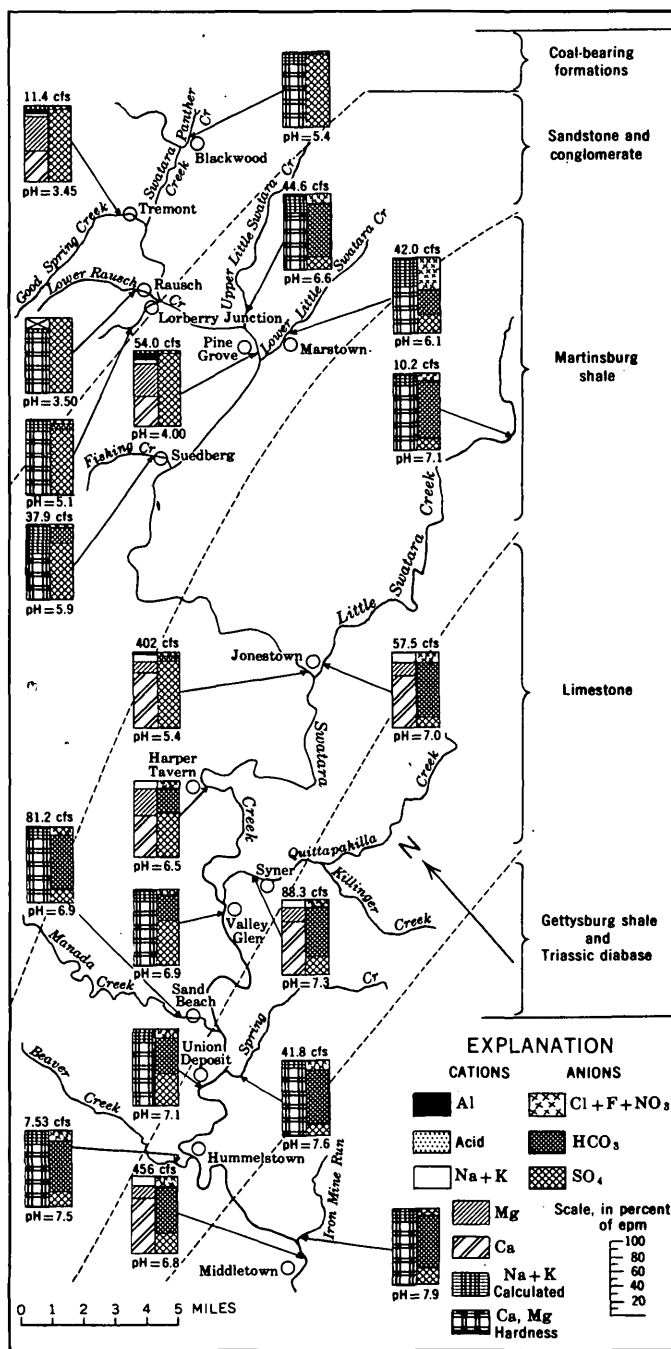 Coal-bearing
formations
Sandstone and
conglomerate
Martinsburg
shale
Limestone
Gettysburg shale
and
Triassic diabase
11.4 cfs
pH=3.45
pH=5.4
Swatara
Creek
Panther
Cr
Blackwood
Tremont
Good Spring Creek
Lower Rausch
Cr
Rausch
Lorberry Junction
Upper Little Swatara Cr
44.6 cfs
pH=6.6
Lower Little Swatara Cr
42.0 cfs
pH=6.1
Pine
Grove
Marstown
54.0 cfs
pH=4.00
pH=3.50
10.2 cfs
pH=7.1
pH=5.1
Fishing Cr
Suedberg
37.9 cfs
pH=5.9
Little Swatara Creek
402 cfs
pH=5.4
Jonestown
57.5 cfs
pH=7.0
Swatara
Creek
Harper
Tavern
pH=6.5
81.2 cfs
pH=6.9
Quittapahilla
Creek
Killinger
Creek
Syner
Valley
Glen
pH=6.9
88.3 cfs
pH=7.3
N
Manada
Creek
Sand
Beach
Spring
Cr
Union
Deposit
pH=7.1
41.8 cfs
pH=7.6
Beaver
Creek
7.53 cfs
pH=7.5
Hummelstown
456 cfs
pH=6.8
Iron Mine Run
Middletown
pH=7.9
0 1 2 3 4 5 MILES
EXPLANATION
CATIONS
ANIONS
Al
Cl+F+NO₃
Acid
HCO₃
Na+K
SO₄
Mg
Ca
Na+K
Calculated
Ca, Mg
Hardness
Scale, in percent
of epm
100
80
60
40
20